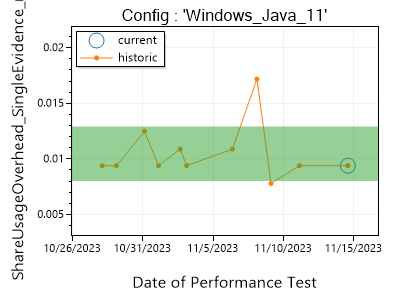 Config : 'Windows_Java_11'
current
historic
0.02
0.015
0.01
0.005
10/26/2023
10/31/2023
11/5/2023
11/10/2023
11/15/2023
Date of Performance Test
ShareUsageOverhead_SingleEvidence_